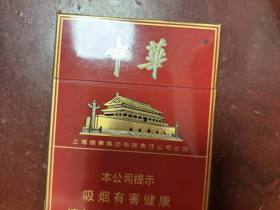 中華
上海烟草集团有限责任公司出品
本公司提示
吸烟有害健康